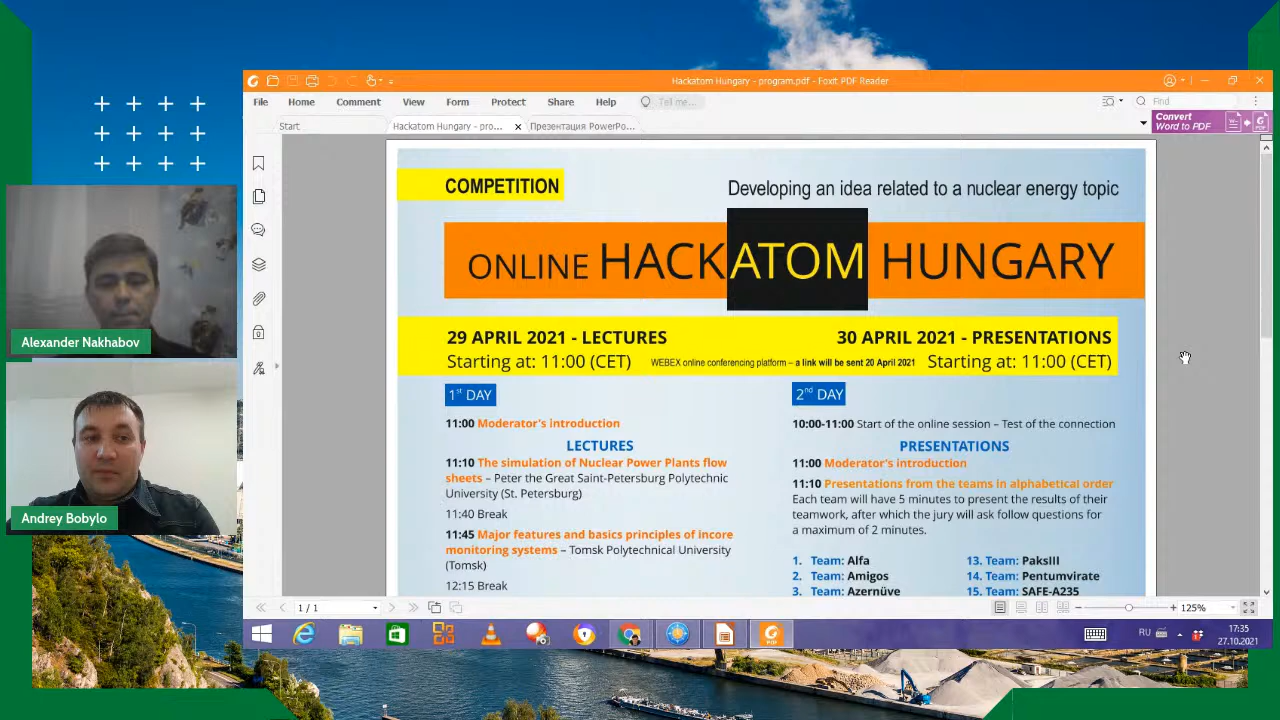 Hackatom Hungary - program.pdf - Foxit PDF Reader
File Home Comment View Form Protect Share Help Tell me... Find
Start Hackatom Hungary - pro... Презентация PowerPo... Convert
Word to PDF
COMPETITION
Developing an idea related to a nuclear energy topic
ONLINE HACKATOM HUNGARY
29 APRIL 2021 - LECTURES
Starting at: 11:00 (CET)
WEBEX online conferencing platform – a link will be sent 20 April 2021
30 APRIL 2021 - PRESENTATIONS
Starting at: 11:00 (CET)
1st DAY
11:00 Moderator's introduction
LECTURES
11:10 The simulation of Nuclear Power Plants flow
sheets – Peter the Great Saint-Petersburg Polytechnic
University (St. Petersburg)
11:40 Break
11:45 Major features and basics principles of incore
monitoring systems – Tomsk Polytechnical University
(Tomsk)
12:15 Break
2nd DAY
10:00-11:00 Start of the online session – Test of the connection
PRESENTATIONS
11:00 Moderator's introduction
11:10 Presentations from the teams in alphabetical order
Each team will have 5 minutes to present the results of their
teamwork, after which the jury will ask follow questions for
a maximum of 2 minutes.
1. Team: Alfa
2. Team: Amigos
3. Team: Azernüve
13. Team: PaksIII
14. Team: Pentumvirate
15. Team: SAFE-A235
Alexander Nakhabov
Andrey Bobylo
1 / 1
125%
RU
17:35
27.10.2021